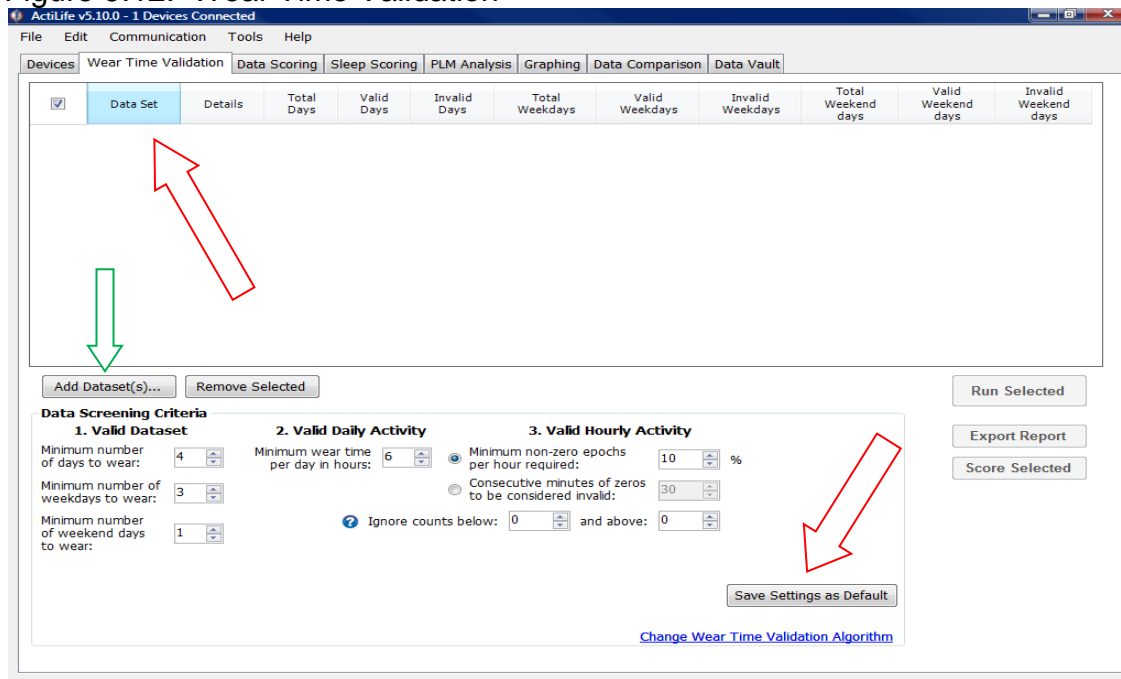 Figure 5.12: Wear Time Validation
ActiLife v5.10.0 - 1 Devices Connected
File Edit Communication Tools Help
Devices Wear Time Validation Data Scoring Sleep Scoring PLM Analysis Graphing Data Comparison Data Vault
Data Set Details Total Days Valid Days Invalid Days Total Weekdays Valid Weekdays Invalid Weekdays Total Weekend days Valid Weekend days Invalid Weekend days
Add Dataset(s)... Remove Selected
Run Selected
Export Report
Score Selected
Data Screening Criteria
1. Valid Dataset
Minimum number
of days to wear: 4
Minimum number of
weekdays to wear: 3
Minimum number
of weekend days
to wear: 1
2. Valid Daily Activity
Minimum wear time
per day in hours: 6
3. Valid Hourly Activity
Minimum non-zero epochs
per hour required: 10 %
Consecutive minutes of zeros
to be considered invalid: 30
Ignore counts below: 0 and above: 0
Save Settings as Default
Change Wear Time Validation Algorithm